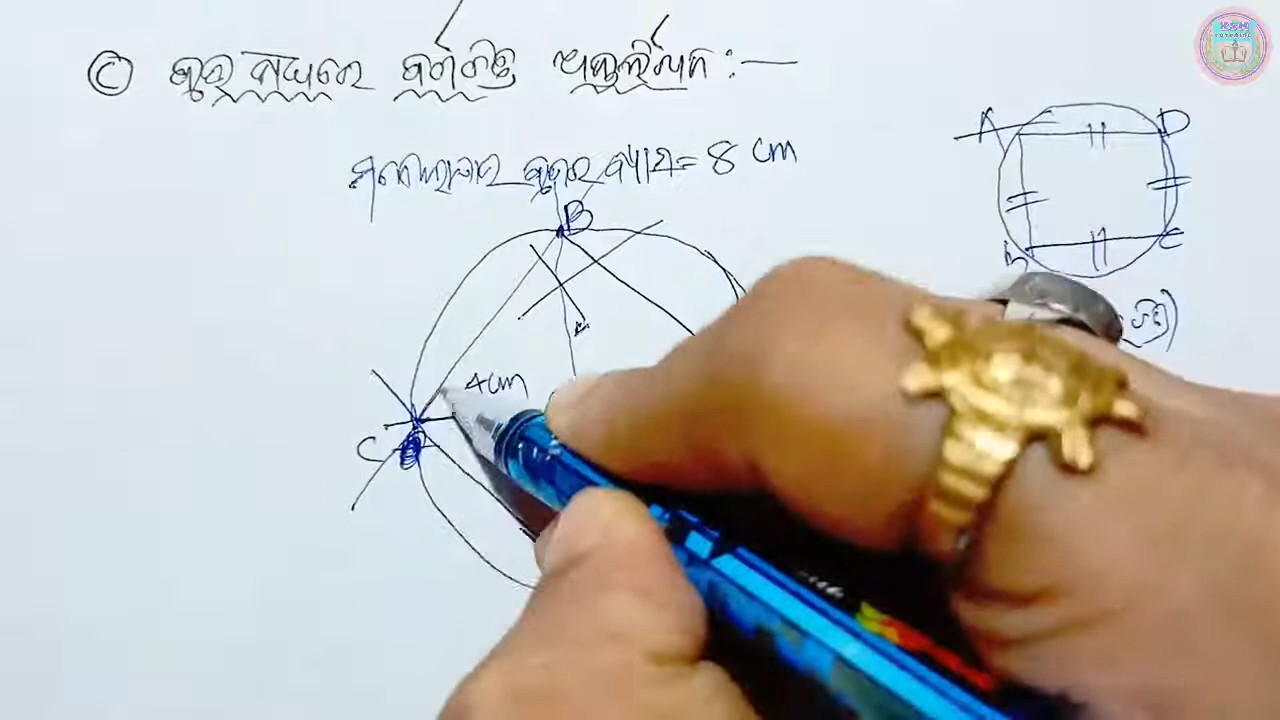 Ⓒ ବୃତ୍ତ ମଧ୍ୟରେ ବର୍ଗଚିତ୍ର ଅନ୍ତର୍ଲିଖନ :—
ମନେକର ବୃତ୍ତର ବ୍ୟାସ = 8 cm
A D
B
B C
4cm
C